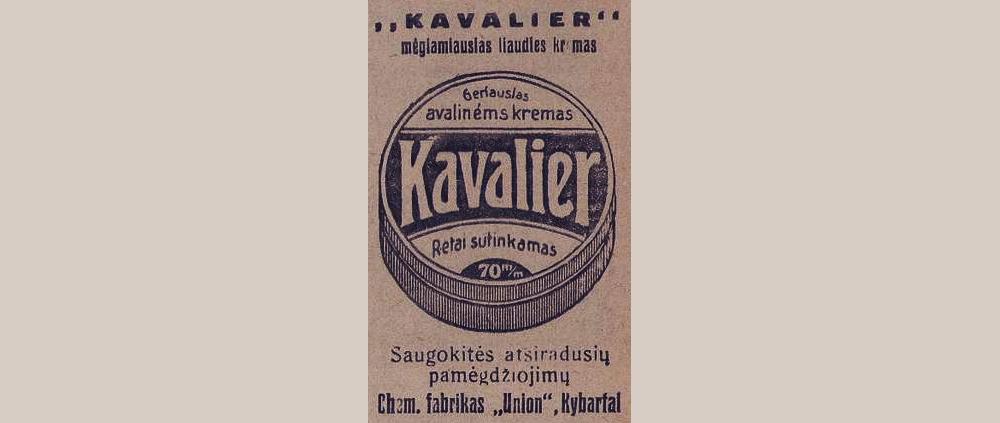 „KAVALIER“
mėgiamiausias liaudies kremas
Geriausias
avalinėms kremas
Kavalier
Retai sutinkamas
70 m/m
Saugokitės atsiradusių
pamėgdžiojimų
Chem. fabrikas „Union“, Kybartai